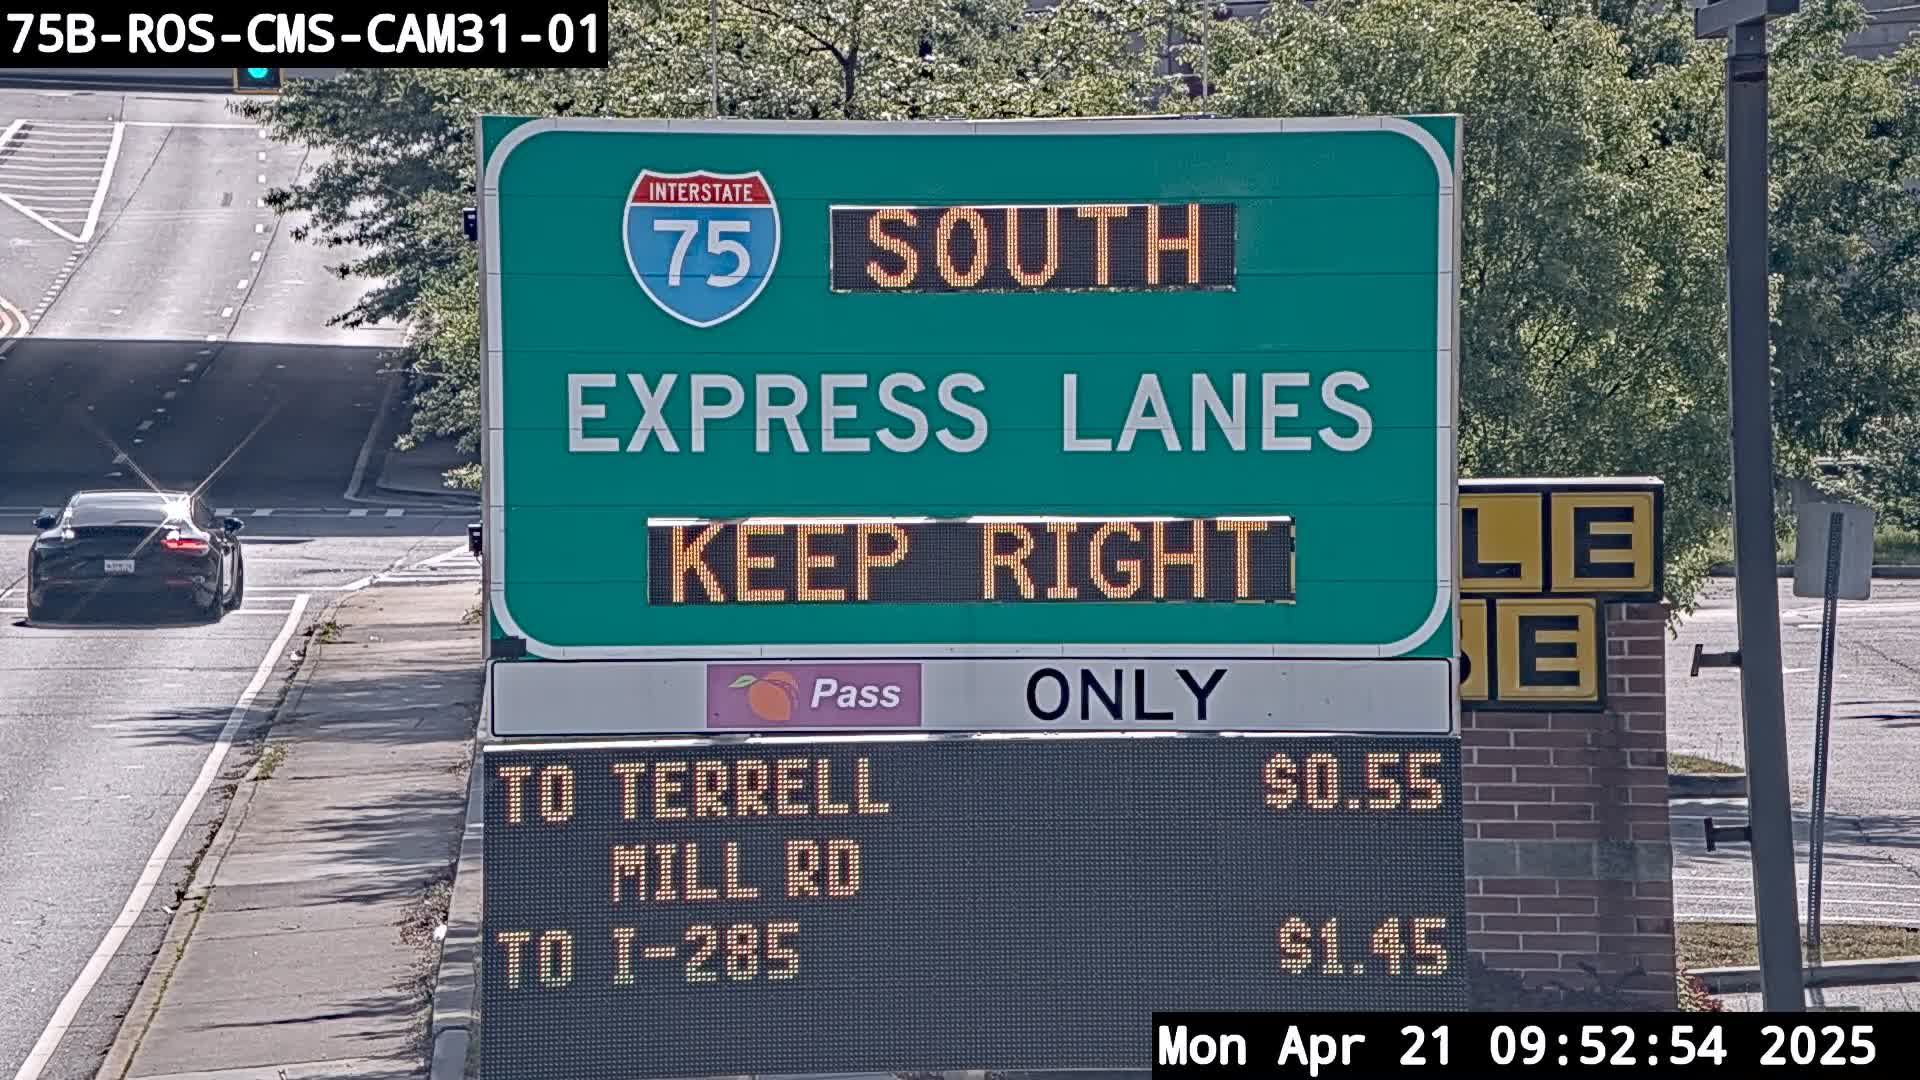 75B-ROS-CMS-CAM31-01
INTERSTATE
75
SOUTH
EXPRESS LANES
KEEP RIGHT
Pass ONLY
TO TERRELL $0.55
MILL RD
TO I-285 $1.45
LE
E
Mon Apr 21 09:52:54 2025